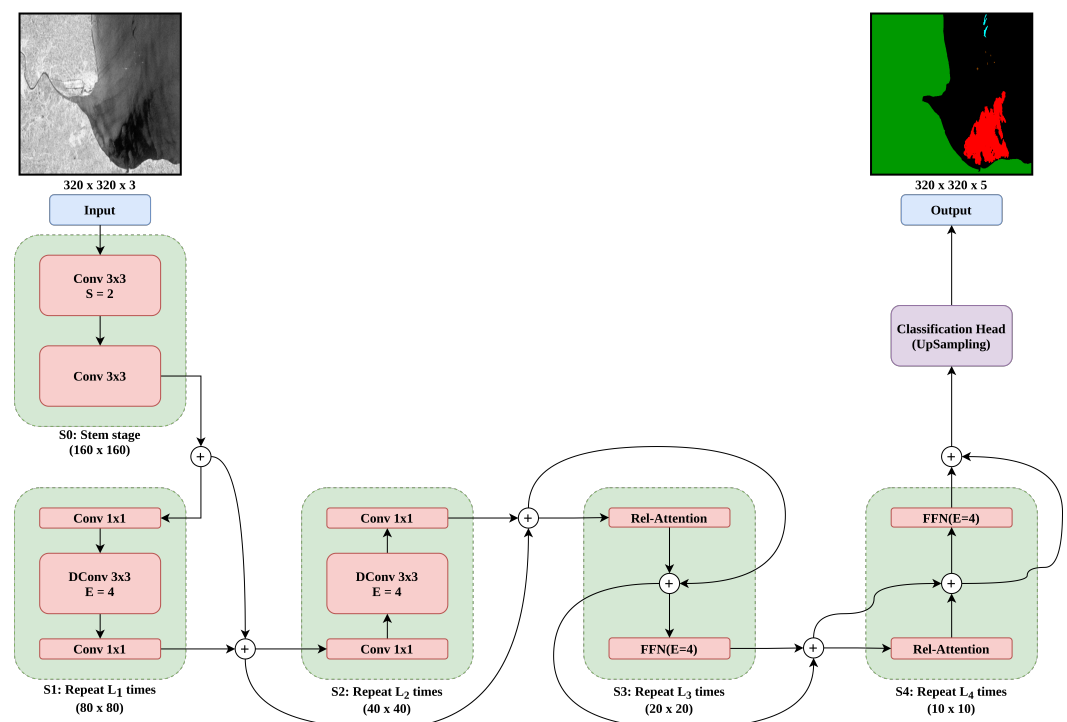 320 x 320 x 3
Input
Conv 3x3
S = 2
Conv 3x3
S0: Stem stage
(160 x 160)
+
Conv 1x1
DConv 3x3
E = 4
Conv 1x1
S1: Repeat L1 times
(80 x 80)
+
Conv 1x1
DConv 3x3
E = 4
Conv 1x1
S2: Repeat L2 times
(40 x 40)
+
Rel-Attention
+
FFN(E=4)
S3: Repeat L3 times
(20 x 20)
+
320 x 320 x 5
Output
Classification Head
(UpSampling)
+
FFN(E=4)
+
Rel-Attention
S4: Repeat L4 times
(10 x 10)